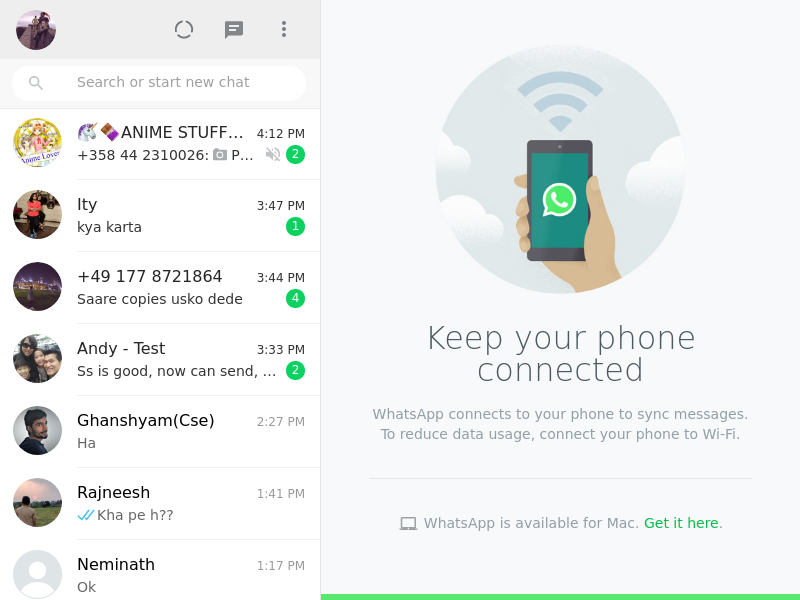 Search or start new chat
🦄🍫ANIME STUFF... 4:12 PM
+358 44 2310026: P... 2
Ity 3:47 PM
kya karta 1
+49 177 8721864 3:44 PM
Saare copies usko dede 4
Andy - Test 3:33 PM
Ss is good, now can send, ... 2
Ghanshyam(Cse) 2:27 PM
Ha
Rajneesh 1:41 PM
Kha pe h??
Neminath 1:17 PM
Ok
Keep your phone
connected
WhatsApp connects to your phone to sync messages.
To reduce data usage, connect your phone to Wi-Fi.
WhatsApp is available for Mac. Get it here.
Anime Lover